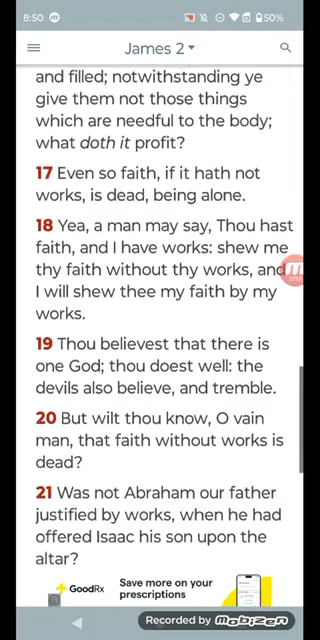 8:50
50%
James 2
and filled; notwithstanding ye
give them not those things
which are needful to the body;
what doth it profit?
17 Even so faith, if it hath not
works, is dead, being alone.
18 Yea, a man may say, Thou hast
faith, and I have works: shew me
thy faith without thy works, and
I will shew thee my faith by my
works.
19 Thou believest that there is
one God; thou doest well: the
devils also believe, and tremble.
20 But wilt thou know, O vain
man, that faith without works is
dead?
21 Was not Abraham our father
justified by works, when he had
offered Isaac his son upon the
altar?
GoodRx
Save more on your
prescriptions
Recorded by Mobizen